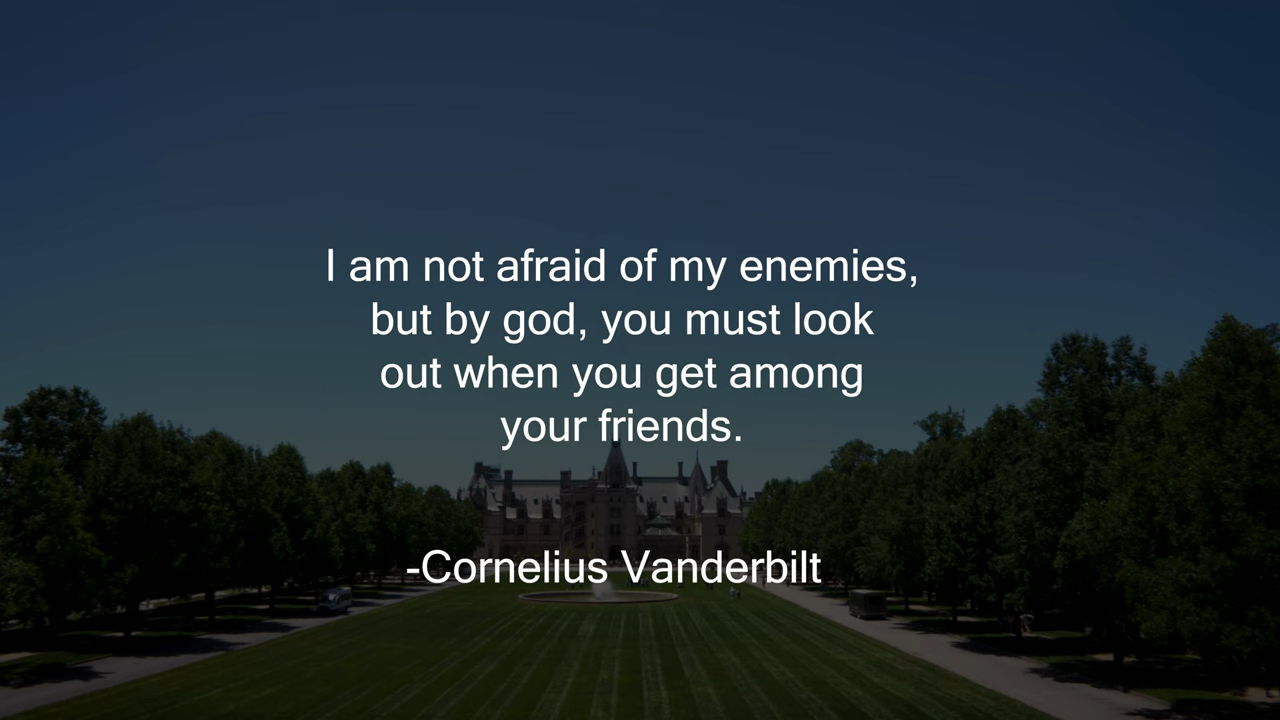 I am not afraid of my enemies,
but by god, you must look
out when you get among
your friends.
-Cornelius Vanderbilt